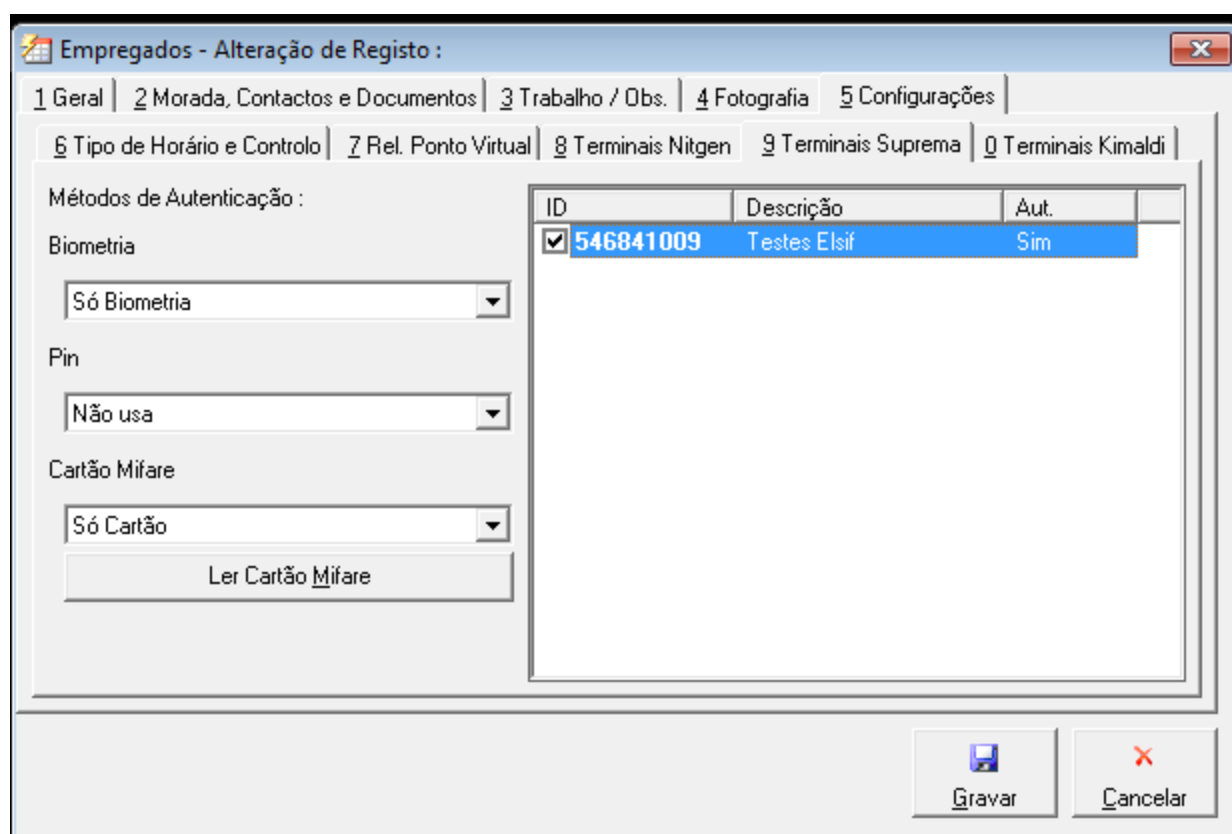 Empregados - Alteração de Registo :
1 Geral 2 Morada, Contactos e Documentos 3 Trabalho / Obs. 4 Fotografia 5 Configurações
6 Tipo de Horário e Controlo 7 Rel. Ponto Virtual 8 Terminais Nitgen 9 Terminais Suprema 0 Terminais Kimaldi
Métodos de Autenticação :
Biometria
Só Biometria
Pin
Não usa
Cartão Mifare
Só Cartão
Ler Cartão Mifare
ID Descrição Aut.
546841009 Testes Elsif Sim
Gravar Cancelar